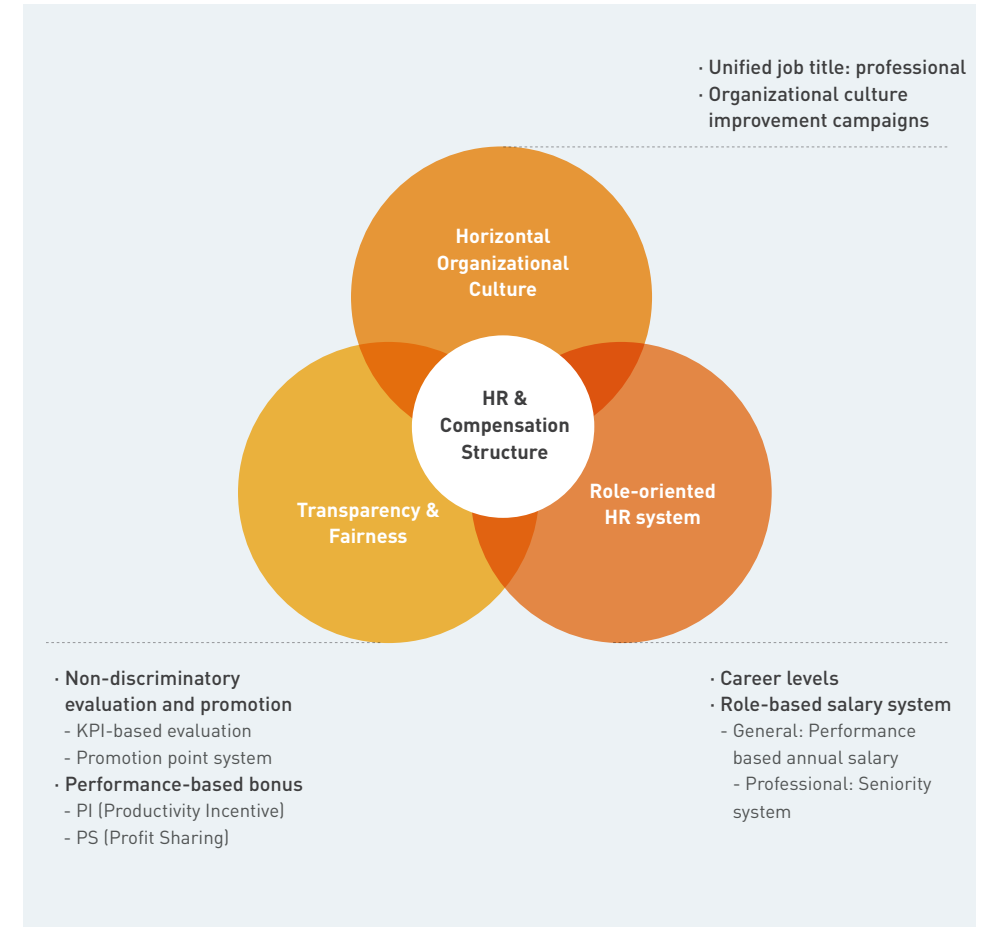 · Unified job title: professional
· Organizational culture
improvement campaigns
Horizontal
Organizational
Culture
HR &
Compensation
Structure
Transparency &
Fairness
Role-oriented
HR system
· Non-discriminatory
evaluation and promotion
- KPI-based evaluation
- Promotion point system
· Performance-based bonus
- PI (Productivity Incentive)
- PS (Profit Sharing)
· Career levels
· Role-based salary system
- General: Performance
based annual salary
- Professional: Seniority
system